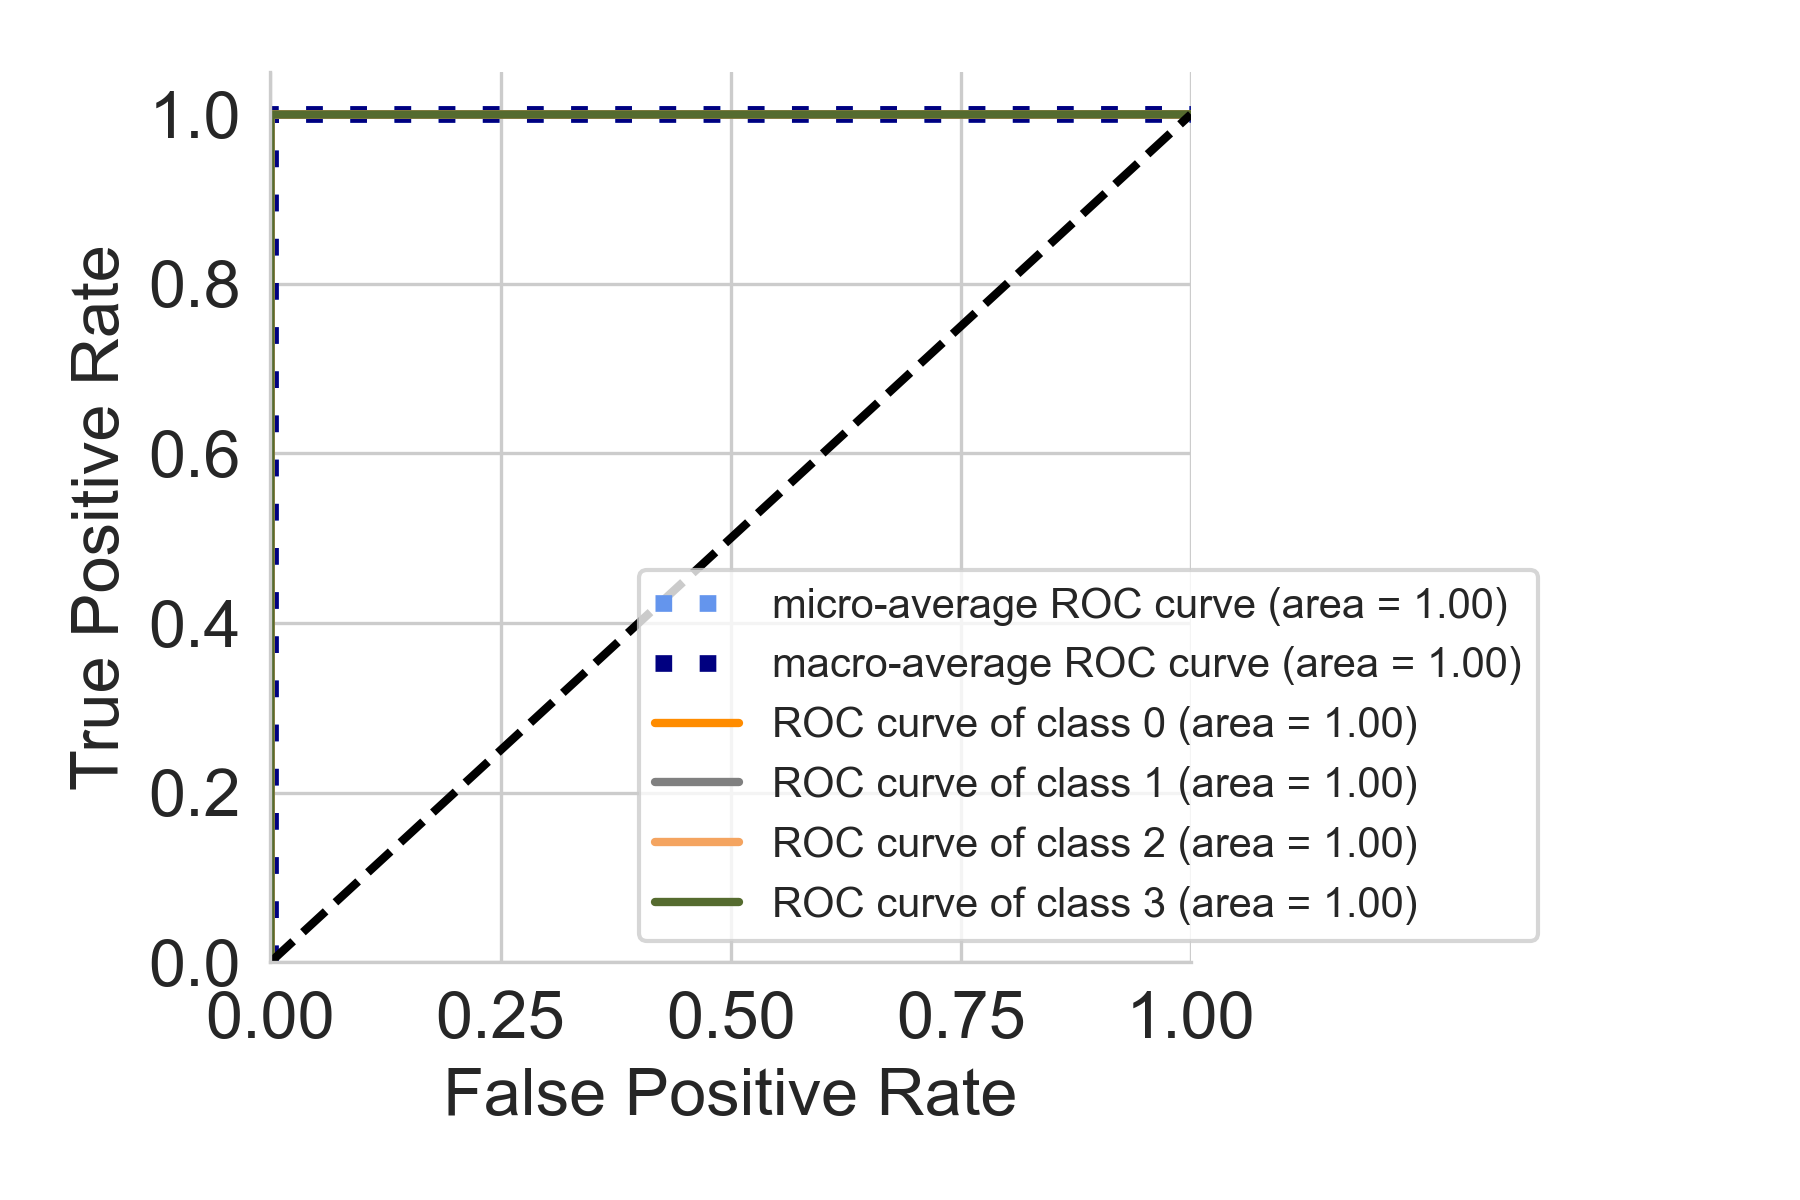 True Positive Rate
1.0
0.8
0.6
0.4
0.2
0.0
micro-average ROC curve (area = 1.00)
macro-average ROC curve (area = 1.00)
ROC curve of class 0 (area = 1.00)
ROC curve of class 1 (area = 1.00)
ROC curve of class 2 (area = 1.00)
ROC curve of class 3 (area = 1.00)
0.00 0.25 0.50 0.75 1.00
False Positive Rate